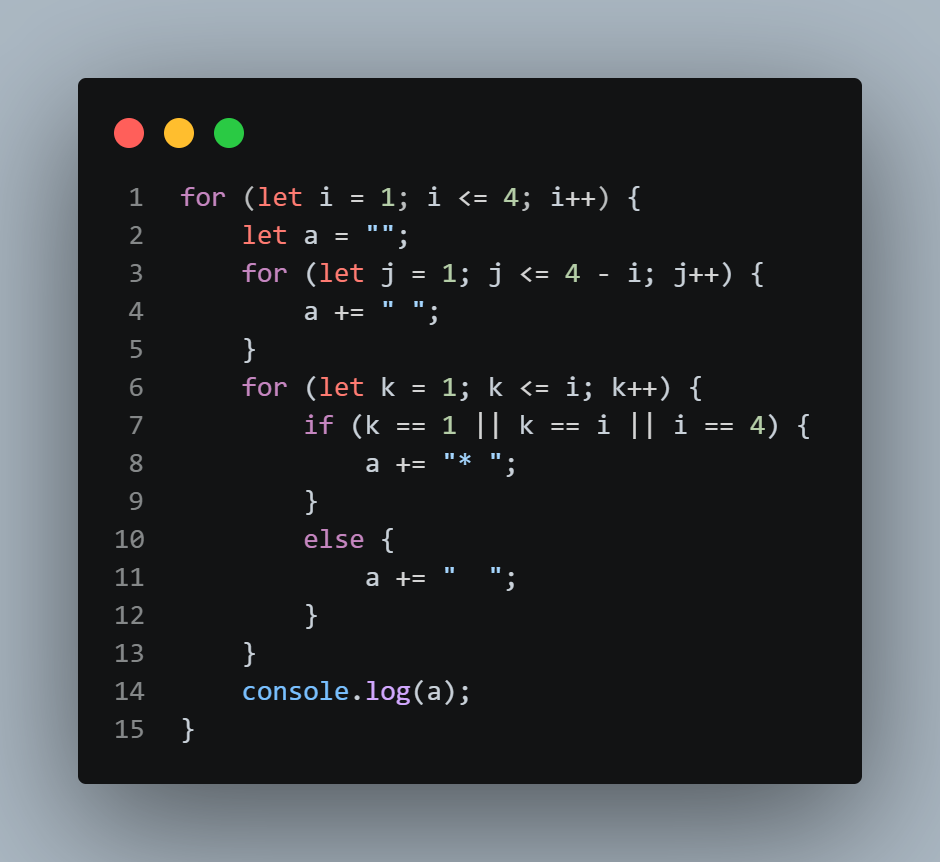 1 for (let i = 1; i <= 4; i++) {
2     let a = "";
3     for (let j = 1; j <= 4 - i; j++) {
4         a += " ";
5     }
6     for (let k = 1; k <= i; k++) {
7         if (k == 1 || k == i || i == 4) {
8             a += "* ";
9         }
10         else {
11             a += "  ";
12         }
13     }
14     console.log(a);
15 }